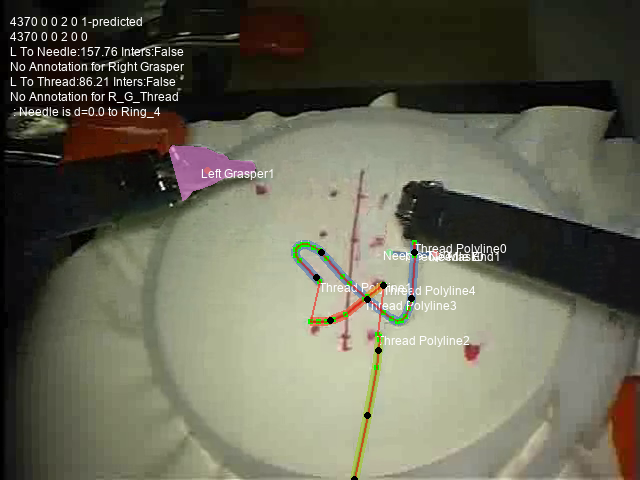 4370 0 0 2 0 1-predicted
4370 0 0 2 0 0
L To Needle:157.76 Inters:False
No Annotation for Right Grasper
L To Thread:86.21 Inters:False
No Annotation for R_G_Thread
: Needle is d=0.0 to Ring_4
Left Grasper1
Thread Polyline0
Thread Polyline4
Thread Polyline3
Thread Polyline2